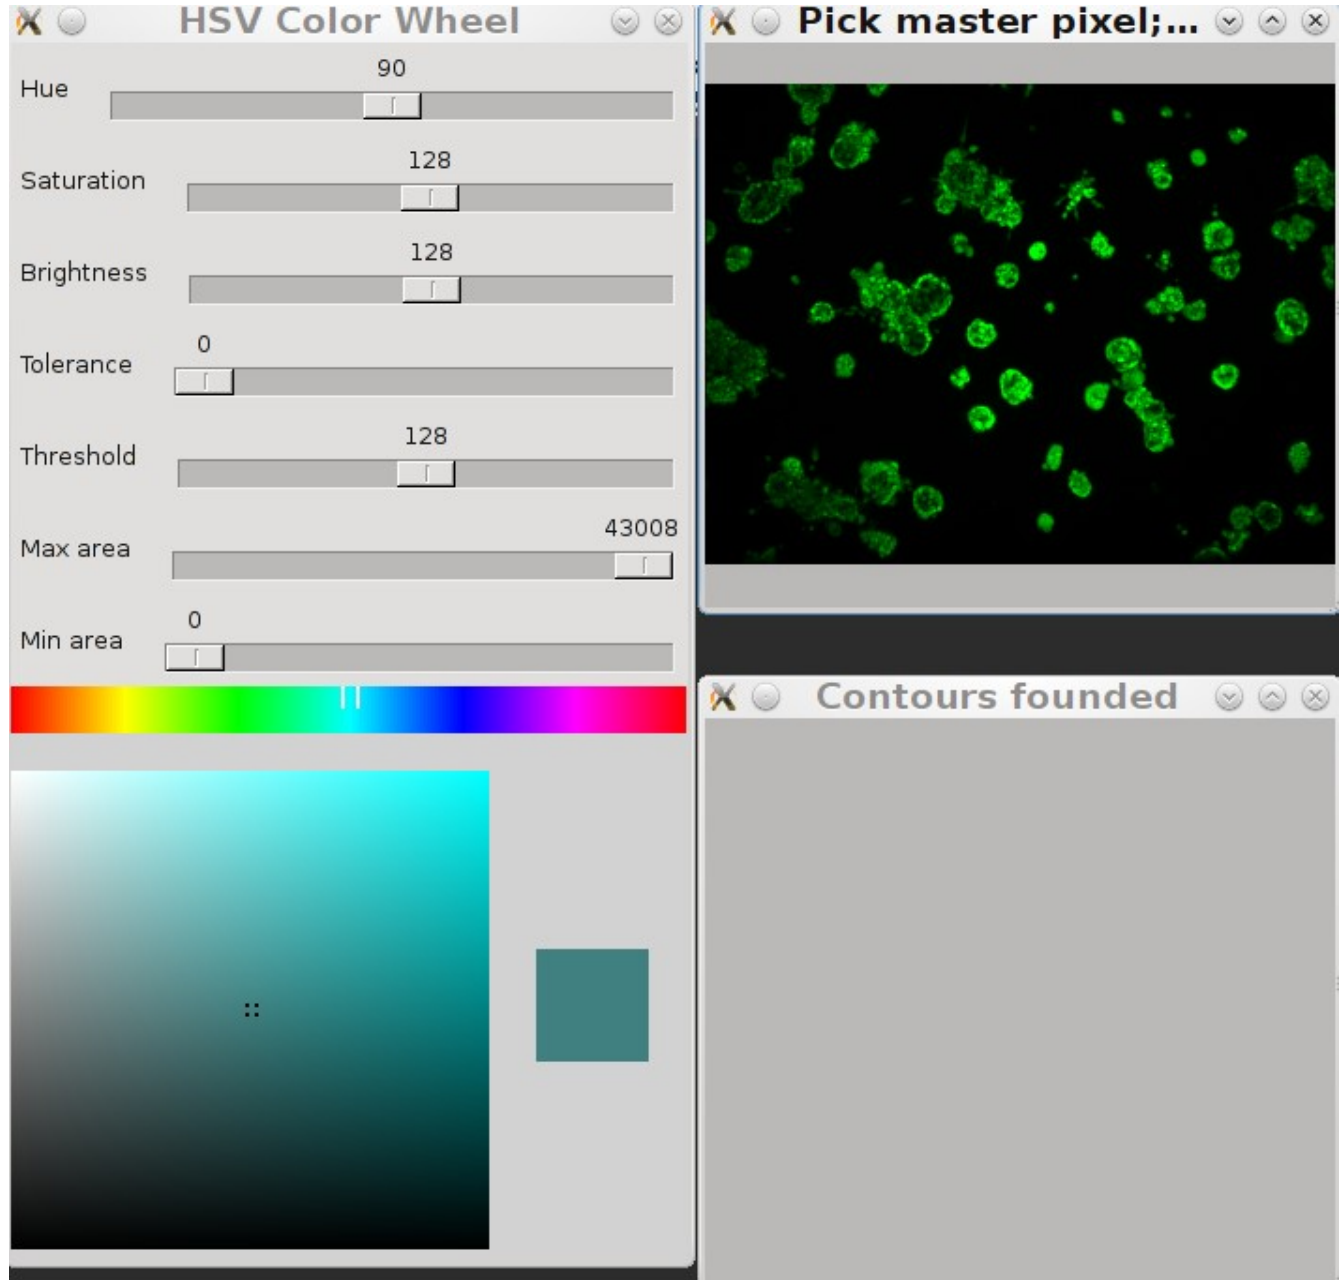 HSV Color Wheel
Hue
90
Saturation
128
Brightness
128
Tolerance
0
Threshold
128
Max area
43008
Min area
0
Pick master pixel;...
Contours founded